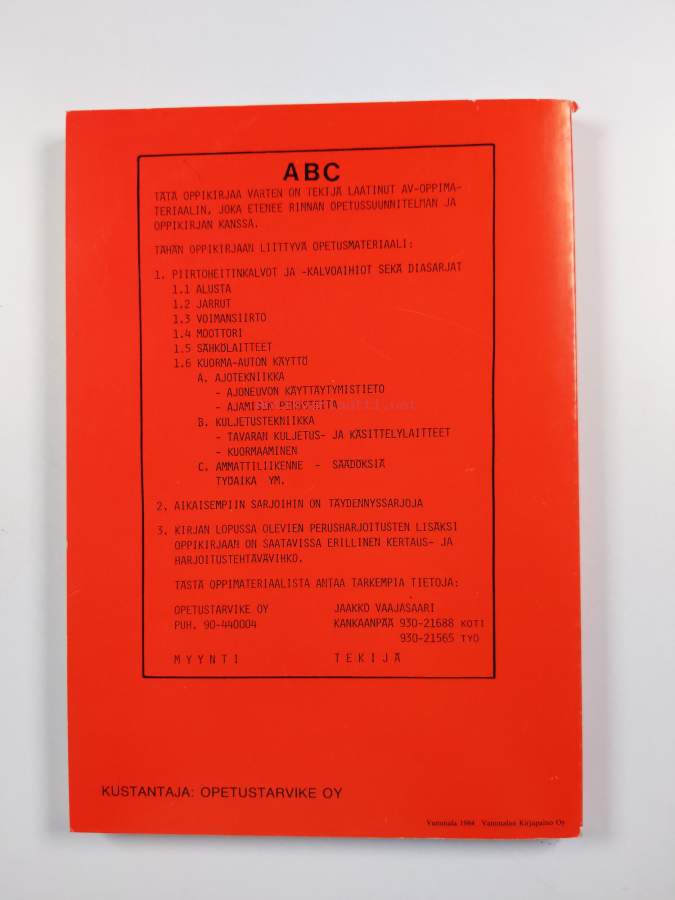 ABC
TÄTÄ OPPIKIRJAA VARTEN ON TEKIJÄ LAATINUT AV-OPPIMA-
TERIAALIN, JOKA ETENEE RINNAN OPETUSSUUNNITELMAN JA
OPPIKIRJAN KANSSA.
TÄHÄN OPPIKIRJAAN LIITTYVÄ OPETUSMATERIAALI:
1. PIIRTOHEITINKALVOT JA -KALVOAIHIOT SEKÄ DIASARJAT
1.1 ALUSTA
1.2 JARRUT
1.3 VOIMANSIIRTO
1.4 MOOTTORI
1.5 SÄHKÖLAITTEET
1.6 KUORMA-AUTON KÄYTTÖ
A. AJOTEKNIIKKA
- AJONEUVON KÄYTTÄYTYMISTIETO
- AJAMISEN PERUSTEITA
B. KULJETUSTEKNIIKKA
- TAVARAN KULJETUS- JA KÄSITTELYLAITTEET
- KUORMAAMINEN
C. AMMATTILIIKENNE - SÄÄDÖKSIÄ
TYÖAIKA YM.
2. AIKAISEMPIIN SARJOIHIN ON TÄYDENNYSSARJOJA
3. KIRJAN LOPUSSA OLEVIEN PERUSHARJOITUSTEN LISÄKSI
OPPIKIRJAAN ON SAATAVISSA ERILLINEN KERTAUS- JA
HARJOITUSTEHTÄVÄVIHKO.
TÄSTÄ OPPIMATERIAALISTA ANTAA TARKEMPIA TIETOJA:
OPETUSTARVIKE OY JAAKKO VAAJASAARI
PUH. 90-440004 KANKAANPÄÄ 930-21688 KOTI
930-21565 TYÖ
MYYNTI TEKIJÄ
KUSTANTAJA: OPETUSTARVIKE OY
Vammala 1984 Vammalan Kirjapaino Oy